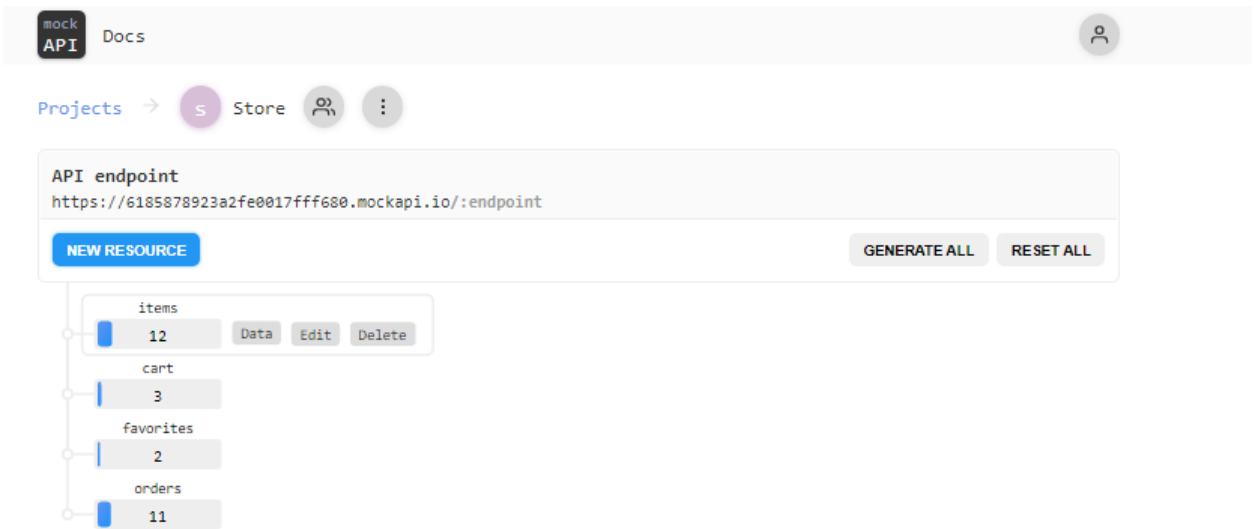 mock
API Docs
Projects → s Store
API endpoint
https://6185878923a2fe0017fff680.mockapi.io/:endpoint
NEW RESOURCE GENERATE ALL RESET ALL
items
12 Data Edit Delete
cart
3
favorites
2
orders
11